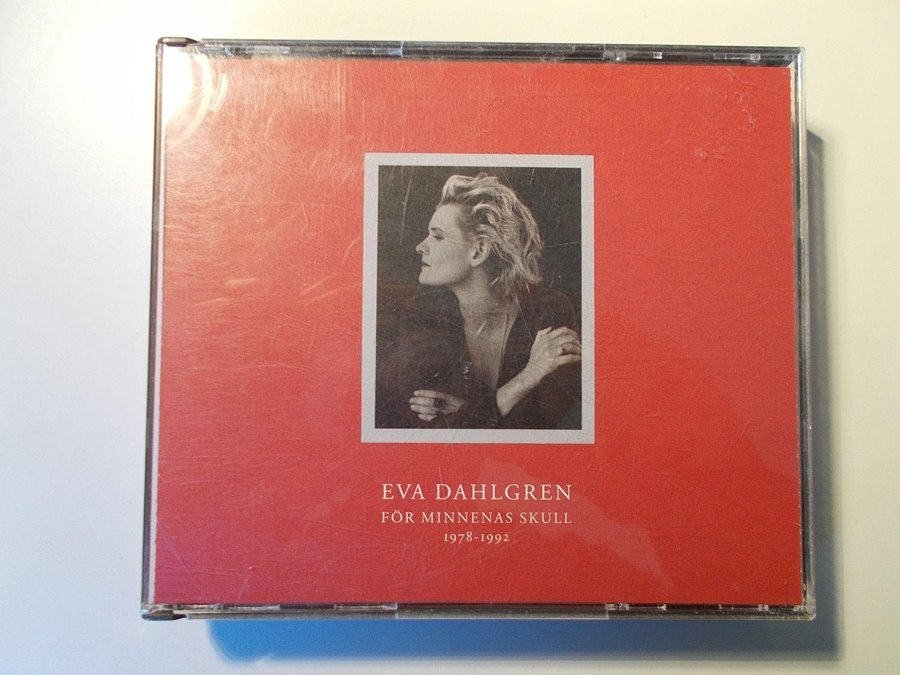 EVA DAHLGREN
FÖR MINNENAS SKULL
1978-1992